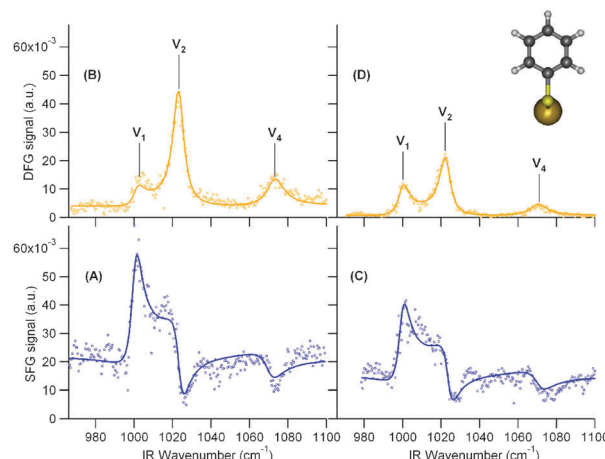 60x10⁻³
50
40
30
20
10
0
DFG signal (a.u.)
(B)
V₁
V₂
V₄
(D)
V₁
V₂
V₄
60x10⁻³
50
40
30
20
10
0
SFG signal (a.u.)
(A)
(C)
980 1000 1020 1040 1060 1080 1100
IR Wavenumber (cm⁻¹)
980 1000 1020 1040 1060 1080 1100
IR Wavenumber (cm⁻¹)